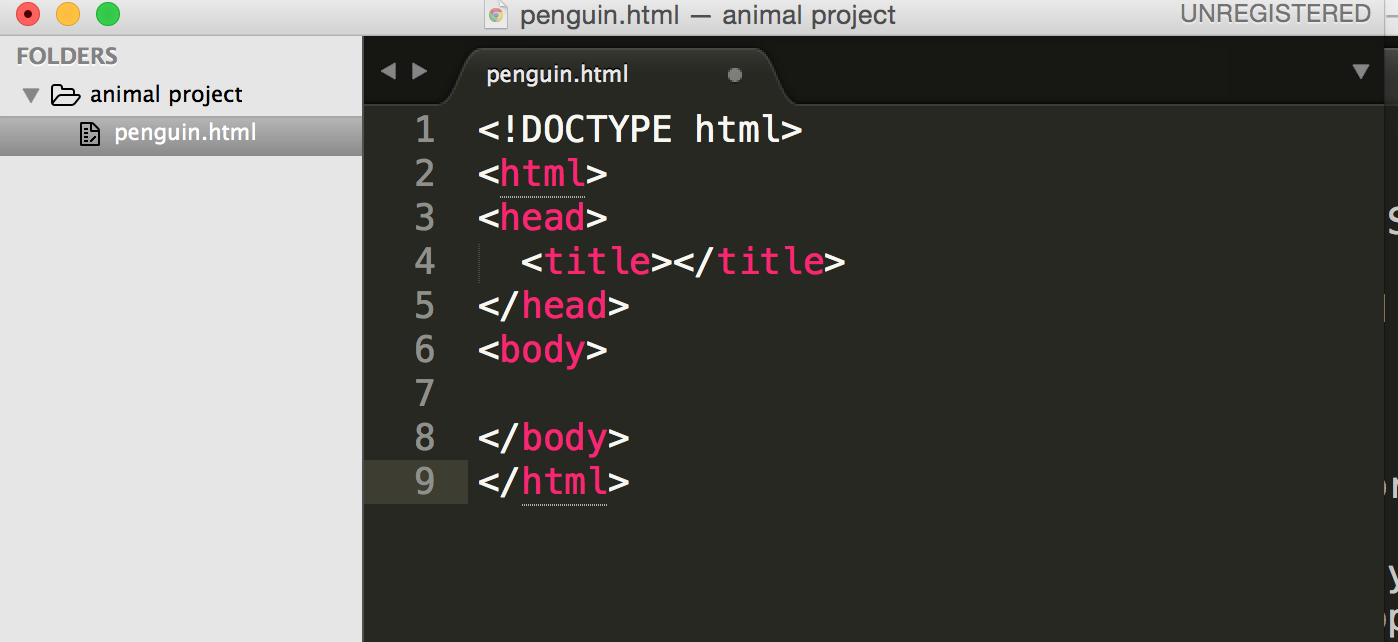 penguin.html — animal project
UNREGISTERED
FOLDERS
animal project
penguin.html
penguin.html
1 <!DOCTYPE html>
2 <html>
3 <head>
4   <title></title>
5 </head>
6 <body>
7
8 </body>
9 </html>